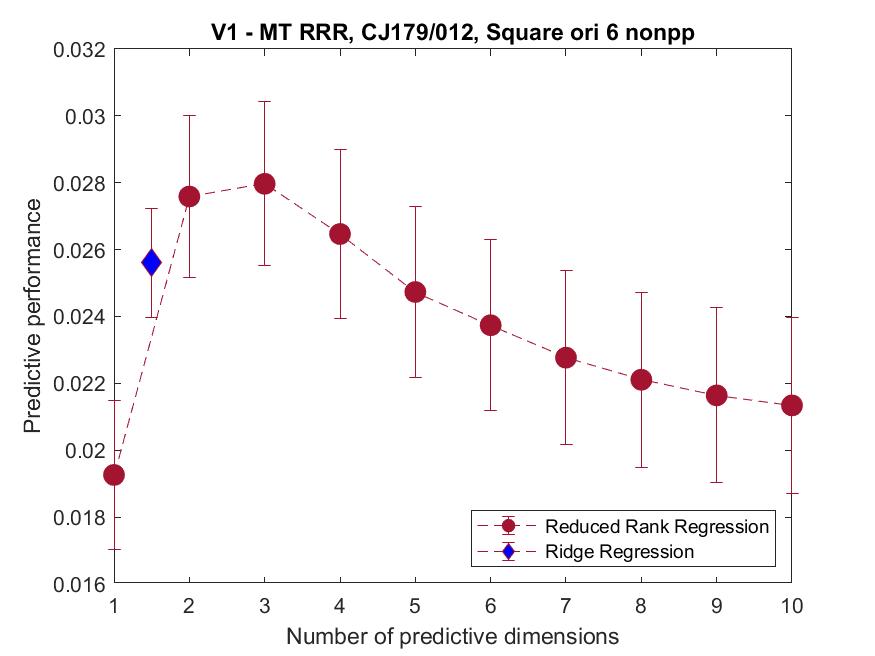 V1 - MT RRR, CJ179/012, Square ori 6 nonpp
0.032
0.03
0.028
0.026
0.024
0.022
0.02
0.018
0.016
Predictive performance
Reduced Rank Regression
Ridge Regression
1 2 3 4 5 6 7 8 9 10
Number of predictive dimensions